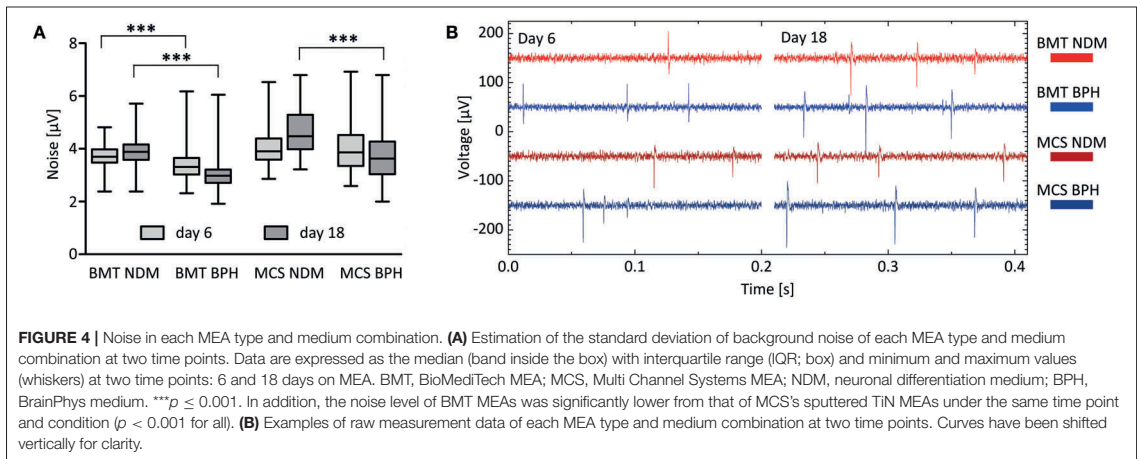 A
B
***
***
***
8
6
4
2
0
Noise [µV]
day 6
day 18
BMT NDM
BMT BPH
MCS NDM
MCS BPH
200
100
0
-100
-200
Voltage [µV]
Day 6
Day 18
0.0
0.1
0.2
0.3
0.4
Time [s]
BMT NDM
BMT BPH
MCS NDM
MCS BPH
FIGURE 4 | Noise in each MEA type and medium combination. (A) Estimation of the standard deviation of background noise of each MEA type and medium
combination at two time points. Data are expressed as the median (band inside the box) with interquartile range (IQR; box) and minimum and maximum values
(whiskers) at two time points: 6 and 18 days on MEA. BMT, BioMediTech MEA; MCS, Multi Channel Systems MEA; NDM, neuronal differentiation medium; BPH,
BrainPhys medium. ***p ≤ 0.001. In addition, the noise level of BMT MEAs was significantly lower from that of MCS's sputtered TiN MEAs under the same time point
and condition (p < 0.001 for all). (B) Examples of raw measurement data of each MEA type and medium combination at two time points. Curves have been shifted
vertically for clarity.